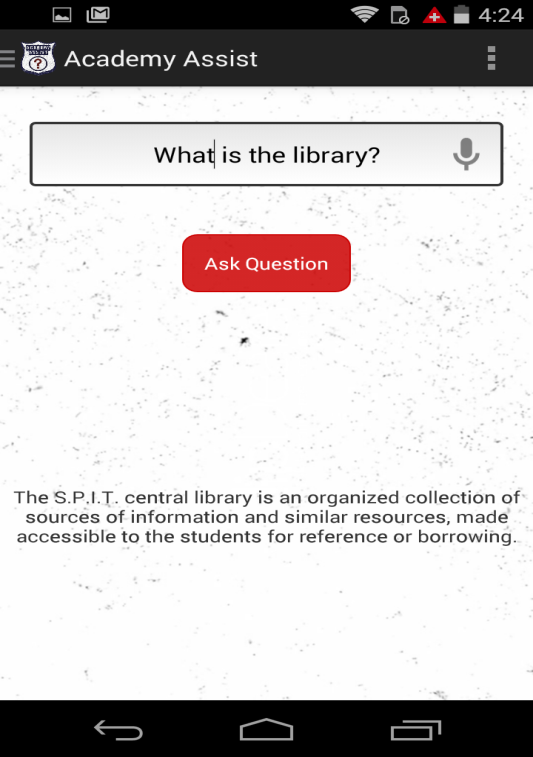 4:24
Academy Assist
What is the library?
Ask Question
The S.P.I.T. central library is an organized collection of
sources of information and similar resources, made
accessible to the students for reference or borrowing.